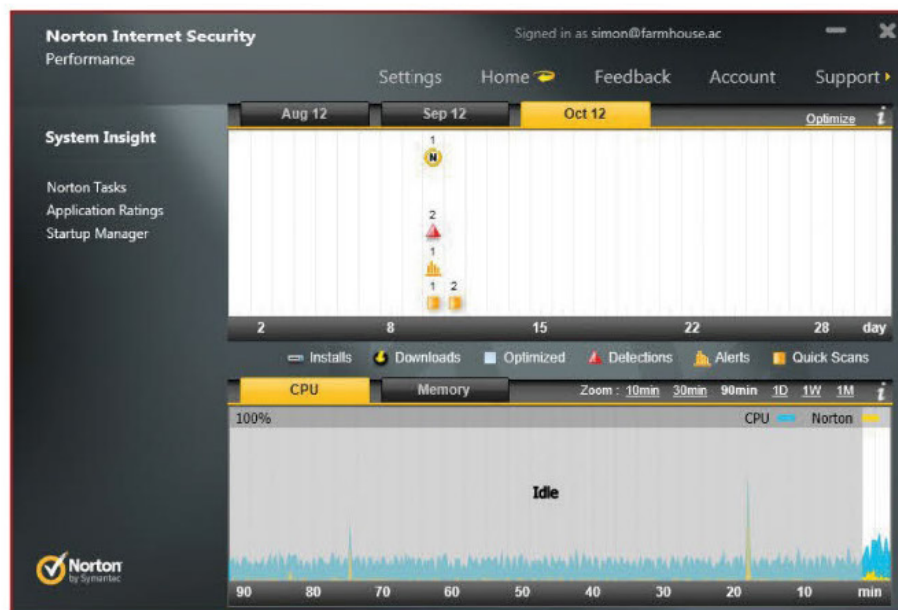 Norton Internet Security
Performance
Signed in as simon@farmhouse.ac
Settings Home Feedback Account Support
System Insight
Norton Tasks
Application Ratings
Startup Manager
Aug 12 Sep 12 Oct 12 Optimize i
1
N
2
1
1 2
2 8 15 22 28 day
Installs Downloads Optimized Detections Alerts Quick Scans
CPU Memory Zoom : 10min 30min 90min 1D 1W 1M i
100% CPU Norton
Idle
90 80 70 60 50 40 30 20 10 min
Norton
by Symantec